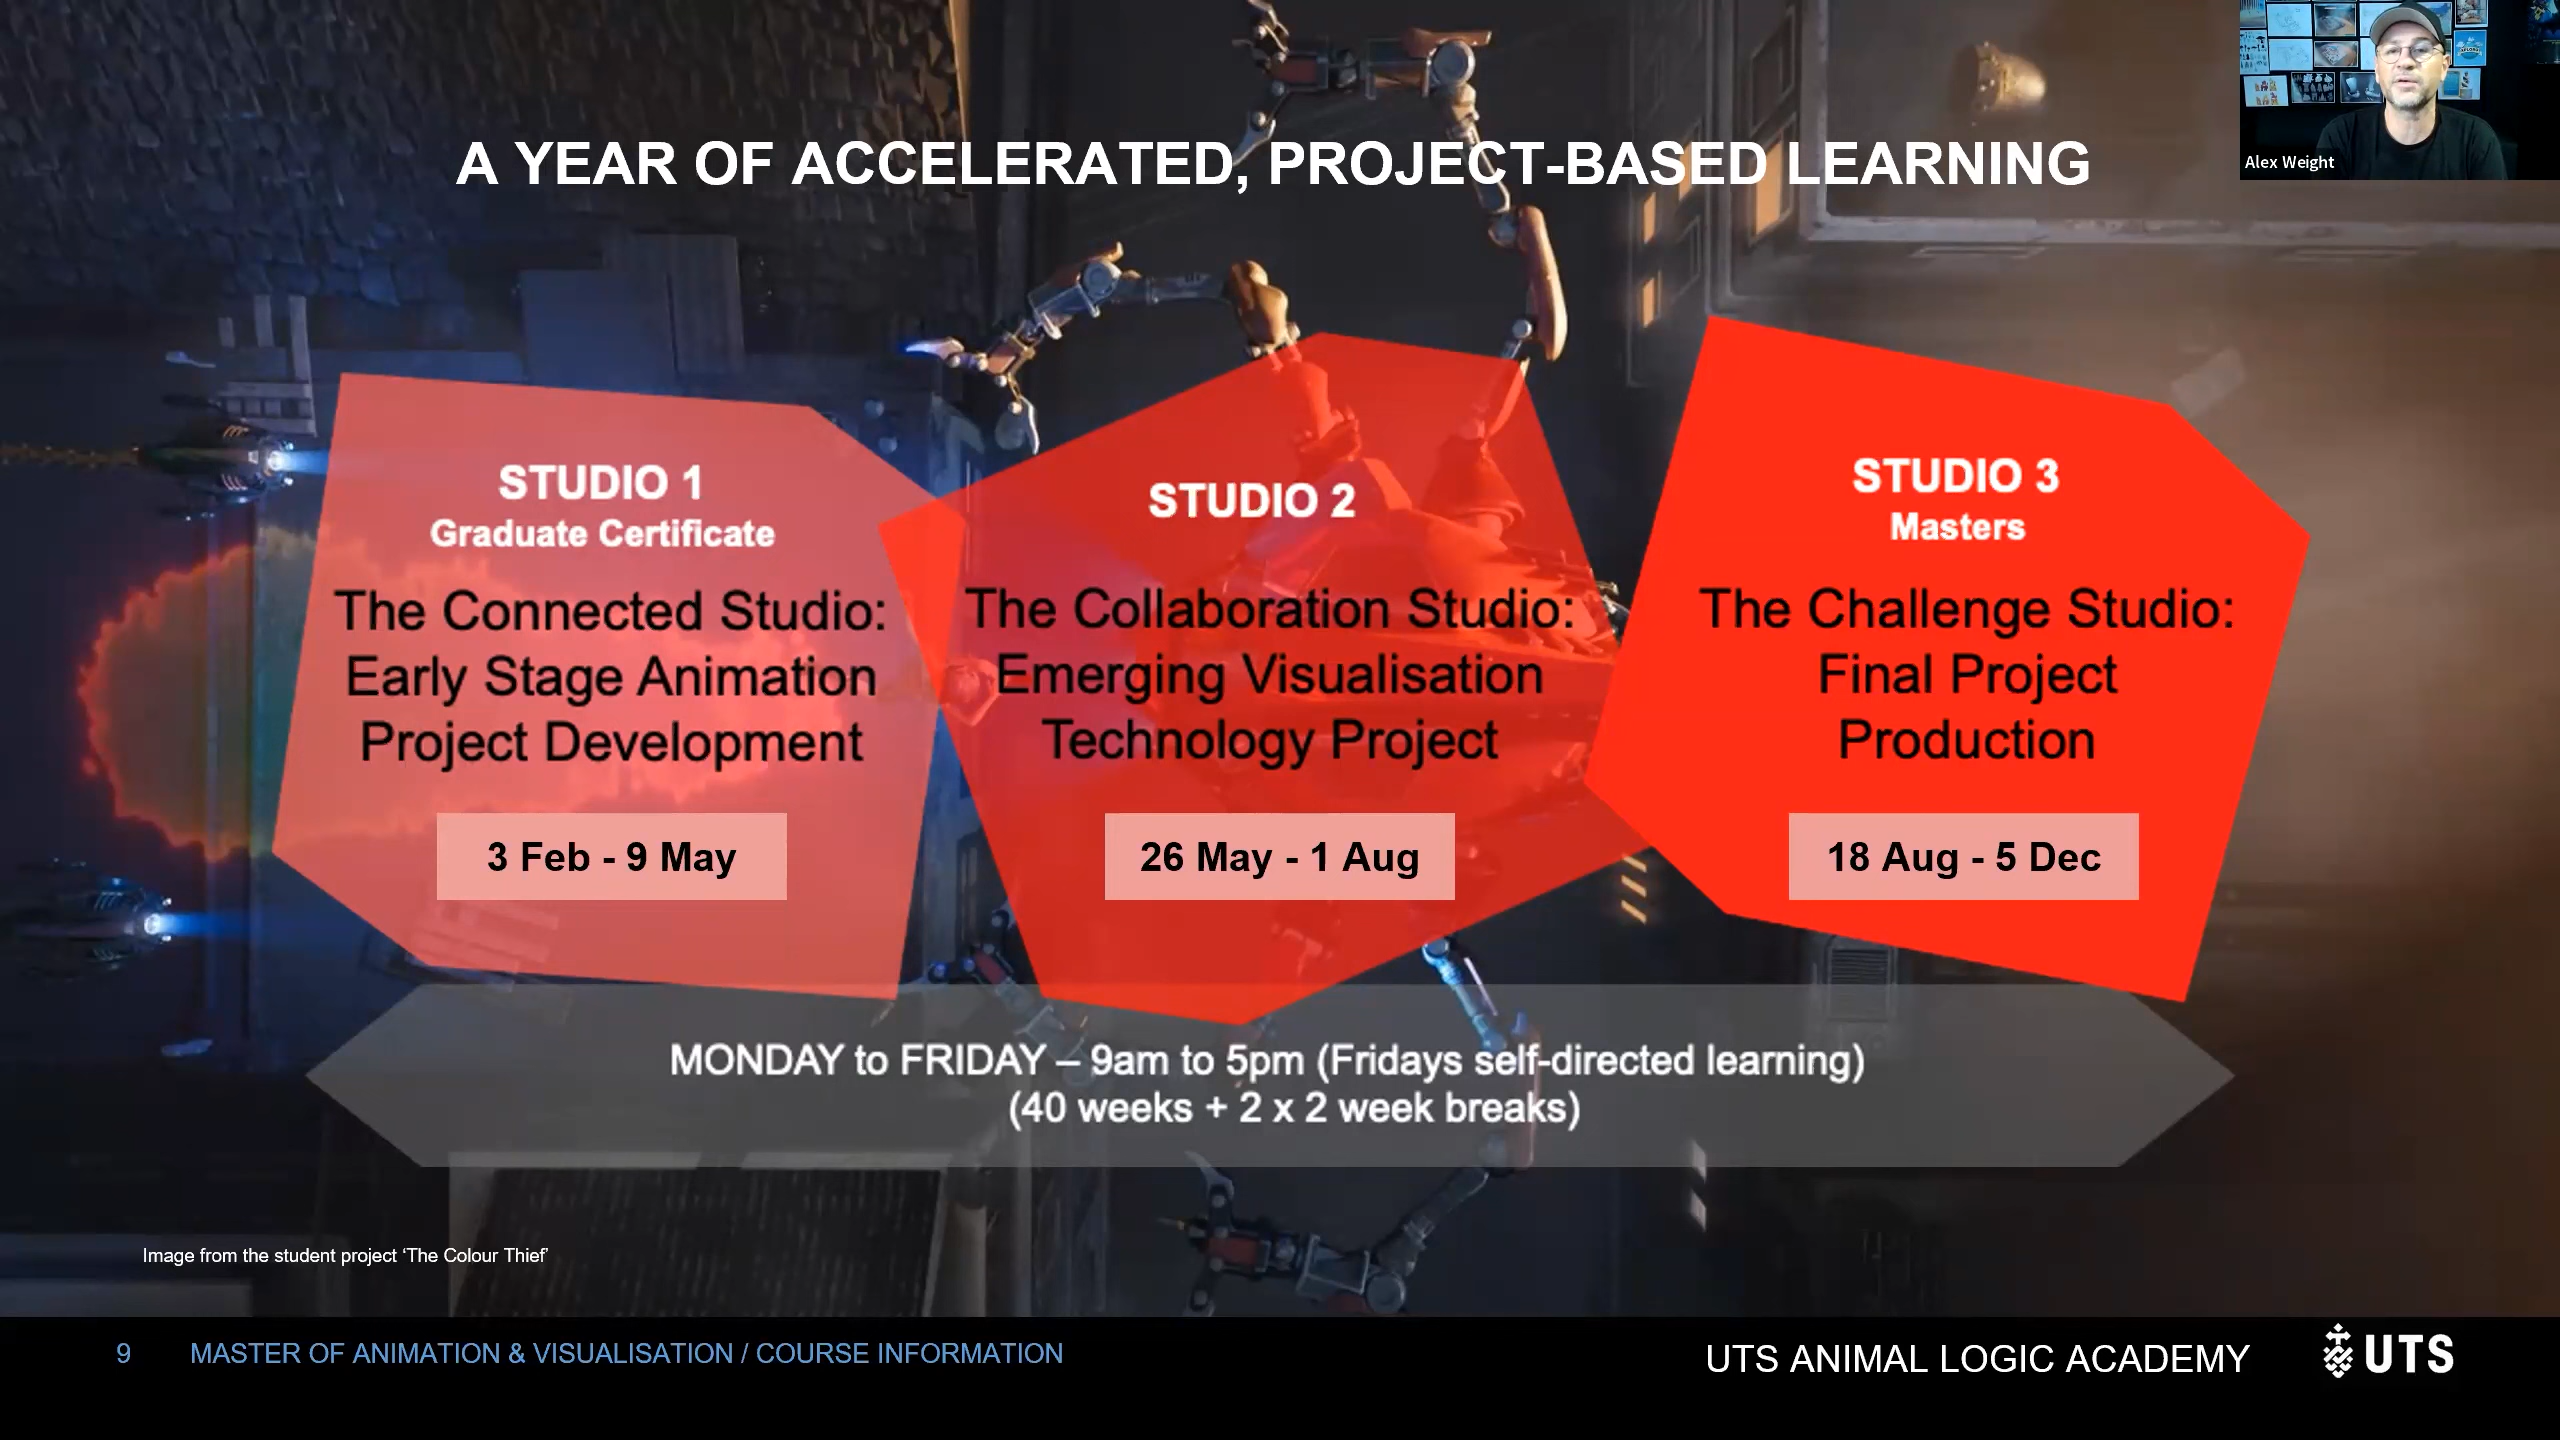 A YEAR OF ACCELERATED, PROJECT-BASED LEARNING
Alex Weight
STUDIO 1
Graduate Certificate
The Connected Studio:
Early Stage Animation
Project Development
3 Feb - 9 May
STUDIO 2
The Collaboration Studio:
Emerging Visualisation
Technology Project
26 May - 1 Aug
STUDIO 3
Masters
The Challenge Studio:
Final Project
Production
18 Aug - 5 Dec
MONDAY to FRIDAY – 9am to 5pm (Fridays self-directed learning)
(40 weeks + 2 x 2 week breaks)
Image from the student project ‘The Colour Thief’
9 MASTER OF ANIMATION & VISUALISATION / COURSE INFORMATION
UTS ANIMAL LOGIC ACADEMY
UTS